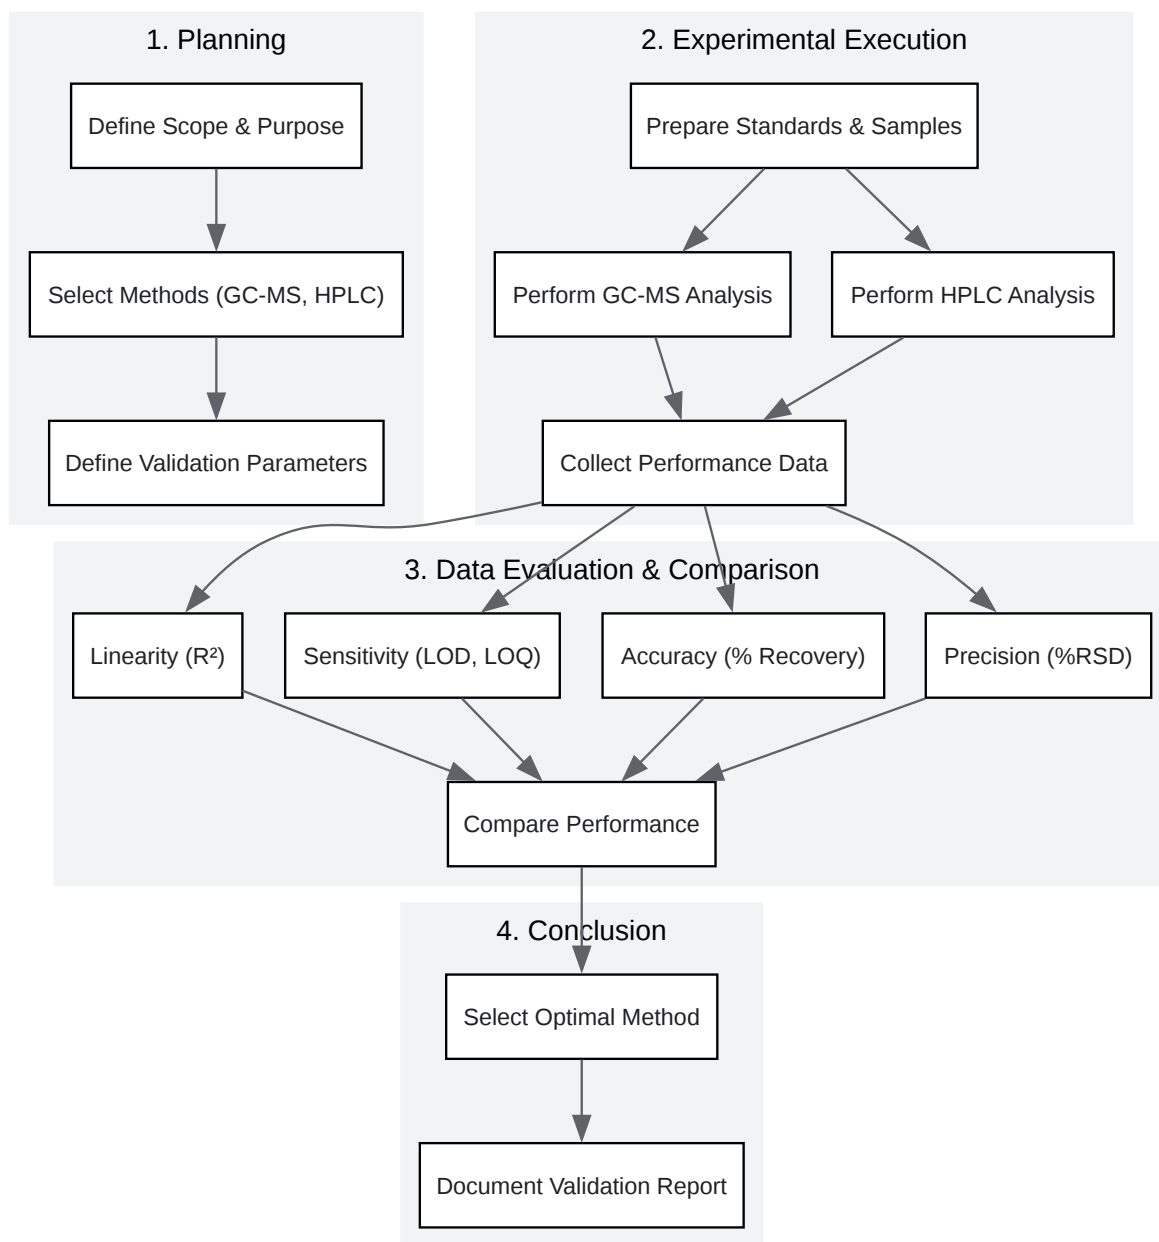 1. Planning
Define Scope & Purpose
Select Methods (GC-MS, HPLC)
Define Validation Parameters
2. Experimental Execution
Prepare Standards & Samples
Perform GC-MS Analysis
Perform HPLC Analysis
Collect Performance Data
3. Data Evaluation & Comparison
Linearity (R²)
Sensitivity (LOD, LOQ)
Accuracy (% Recovery)
Precision (%RSD)
Compare Performance
4. Conclusion
Select Optimal Method
Document Validation Report